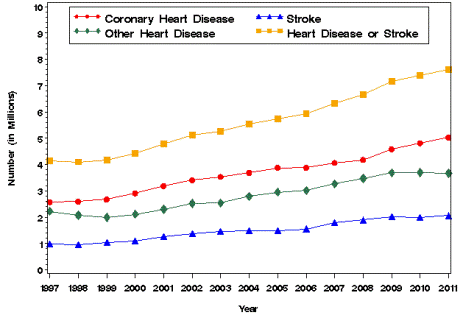 Coronary Heart Disease Stroke
Other Heart Disease Heart Disease or Stroke
Number (in Millions)
10
9
8
7
6
5
4
3
2
1
0
1997 1998 1999 2000 2001 2002 2003 2004 2005 2006 2007 2008 2009 2010 2011
Year